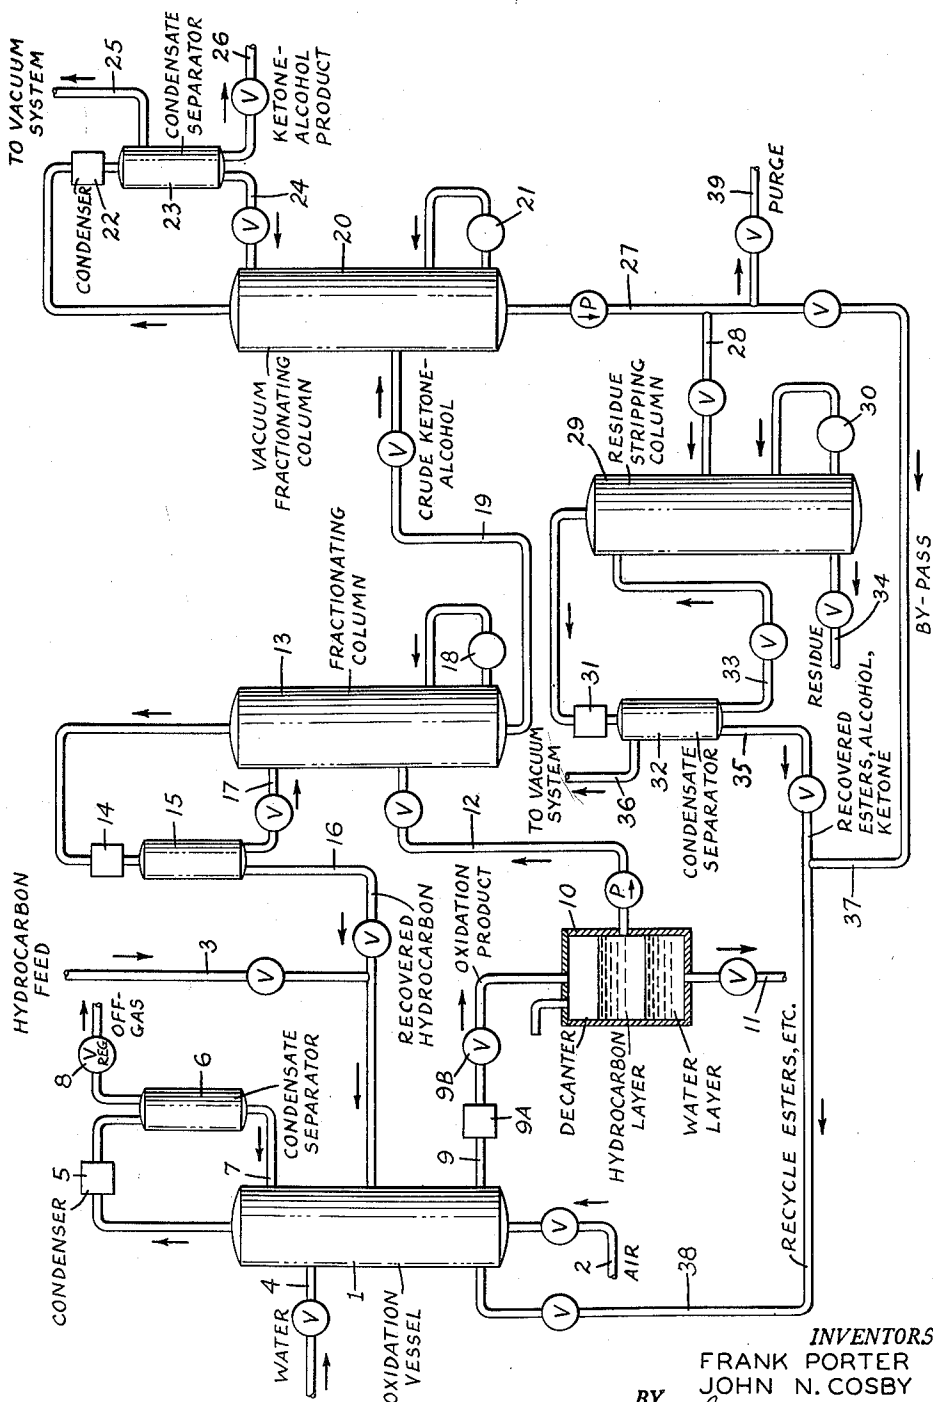 TO VACUUM
SYSTEM
25
CONDENSATE
SEPARATOR
26
V
KETONE-
ALCOHOL
PRODUCT
CONDENSER
22
23
24
V
20
21
VACUUM
FRACTIONATING
COLUMN
P
27
39
V
PURGE
28
V
V
CRUDE KETONE-
ALCOHOL
V
19
29
RESIDUE
STRIPPING
COLUMN
30
BY-PASS
V
34
RESIDUE
33
V
31
32
CONDENSATE
SEPARATOR
35
TO VACUUM
SYSTEM
36
V
RECOVERED
ESTERS, ALCOHOL,
KETONE
37
13
FRACTIONATING
COLUMN
18
14
15
17
V
16
V
RECOVERED
HYDROCARBON
12
V
P
HYDROCARBON
FEED
3
V
OFF-
GAS
8
V
REG
6
CONDENSATE
SEPARATOR
7
CONDENSER
5
OXIDATION
PRODUCT
10
9B
V
9A
9
DECANTER
HYDROCARBON
LAYER
WATER
LAYER
V
11
RECYCLE ESTERS, ETC.
WATER
V
4
1
OXIDATION
VESSEL
V
2
AIR
V
38
INVENTORS
FRANK PORTER
JOHN N. COSBY
BY